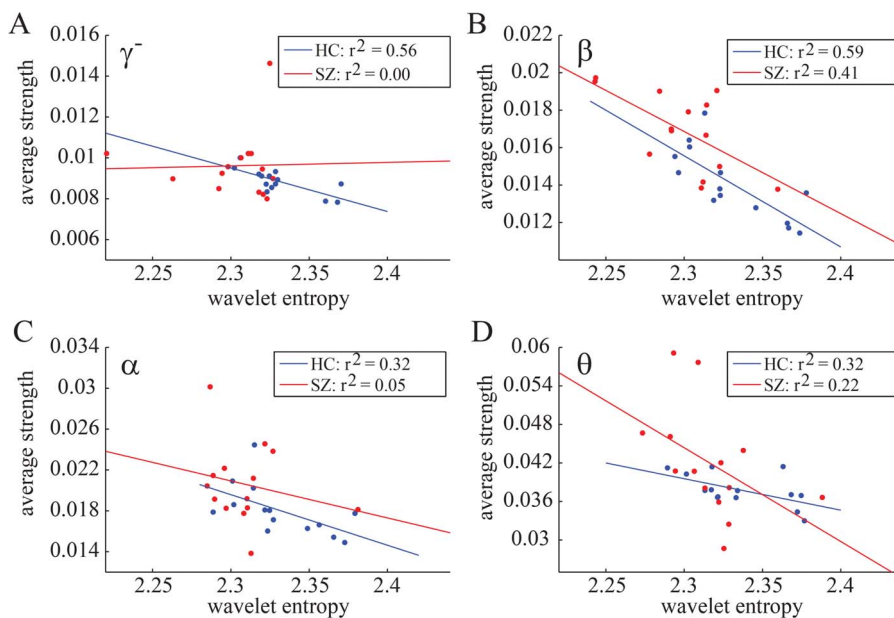 A
γ-
HC: r2 = 0.56
SZ: r2 = 0.00
0.016
0.014
0.012
0.01
0.008
0.006
average strength
2.25
2.3
2.35
2.4
wavelet entropy
B
β
HC: r2 = 0.59
SZ: r2 = 0.41
0.02
0.018
0.016
0.014
0.012
average strength
2.25
2.3
2.35
2.4
wavelet entropy
C
α
HC: r2 = 0.32
SZ: r2 = 0.05
0.034
0.03
0.026
0.022
0.018
0.014
average strength
2.25
2.3
2.35
2.4
wavelet entropy
D
θ
HC: r2 = 0.32
SZ: r2 = 0.22
0.06
0.054
0.048
0.042
0.036
0.03
average strength
2.25
2.3
2.35
2.4
wavelet entropy